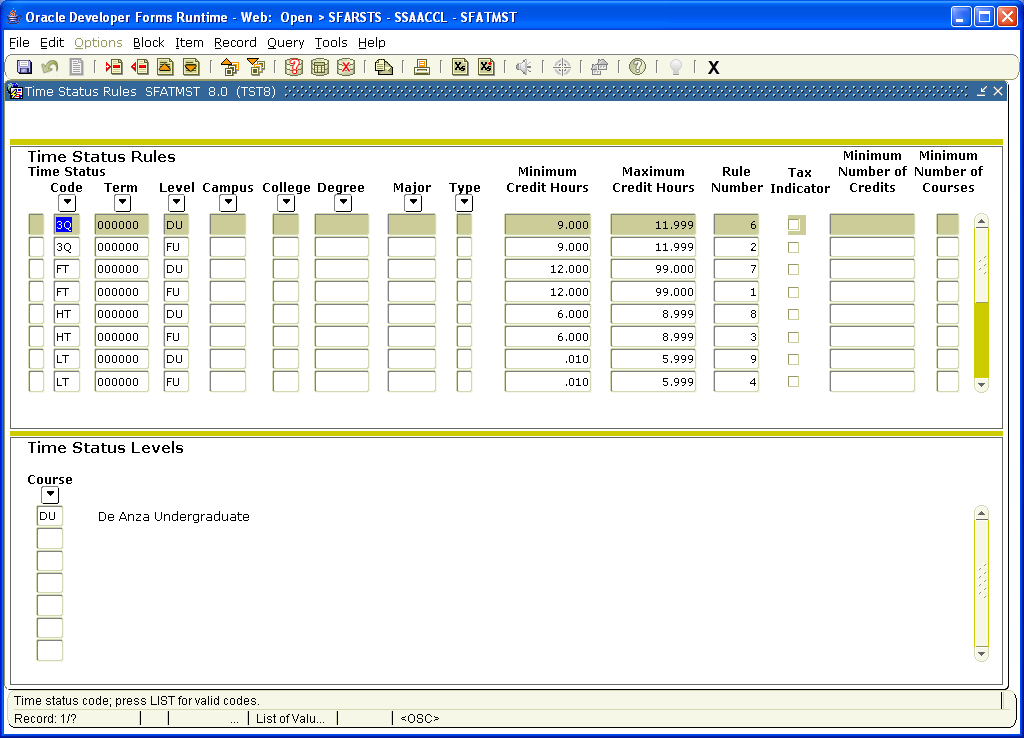 Oracle Developer Forms Runtime - Web:  Open > SFARSTS - SSAACCL - SFATMST
File Edit Options Block Item Record Query Tools Help
X
Time Status Rules  SFATMST  8.0  (TST8)
Time Status Rules
Time Status Code Term Level Campus College Degree Major Type Minimum Credit Hours Maximum Credit Hours Rule Number Tax Indicator Minimum Number of Credits Minimum Number of Courses
3Q 000000 DU 9.000 11.999 6
3Q 000000 FU 9.000 11.999 2
FT 000000 DU 12.000 99.000 7
FT 000000 FU 12.000 99.000 1
HT 000000 DU 6.000 8.999 8
HT 000000 FU 6.000 8.999 3
LT 000000 DU .010 5.999 9
LT 000000 FU .010 5.999 4
Time Status Levels
Course
DU De Anza Undergraduate
Time status code; press LIST for valid codes.
Record: 1/? ... List of Valu... <OSC>